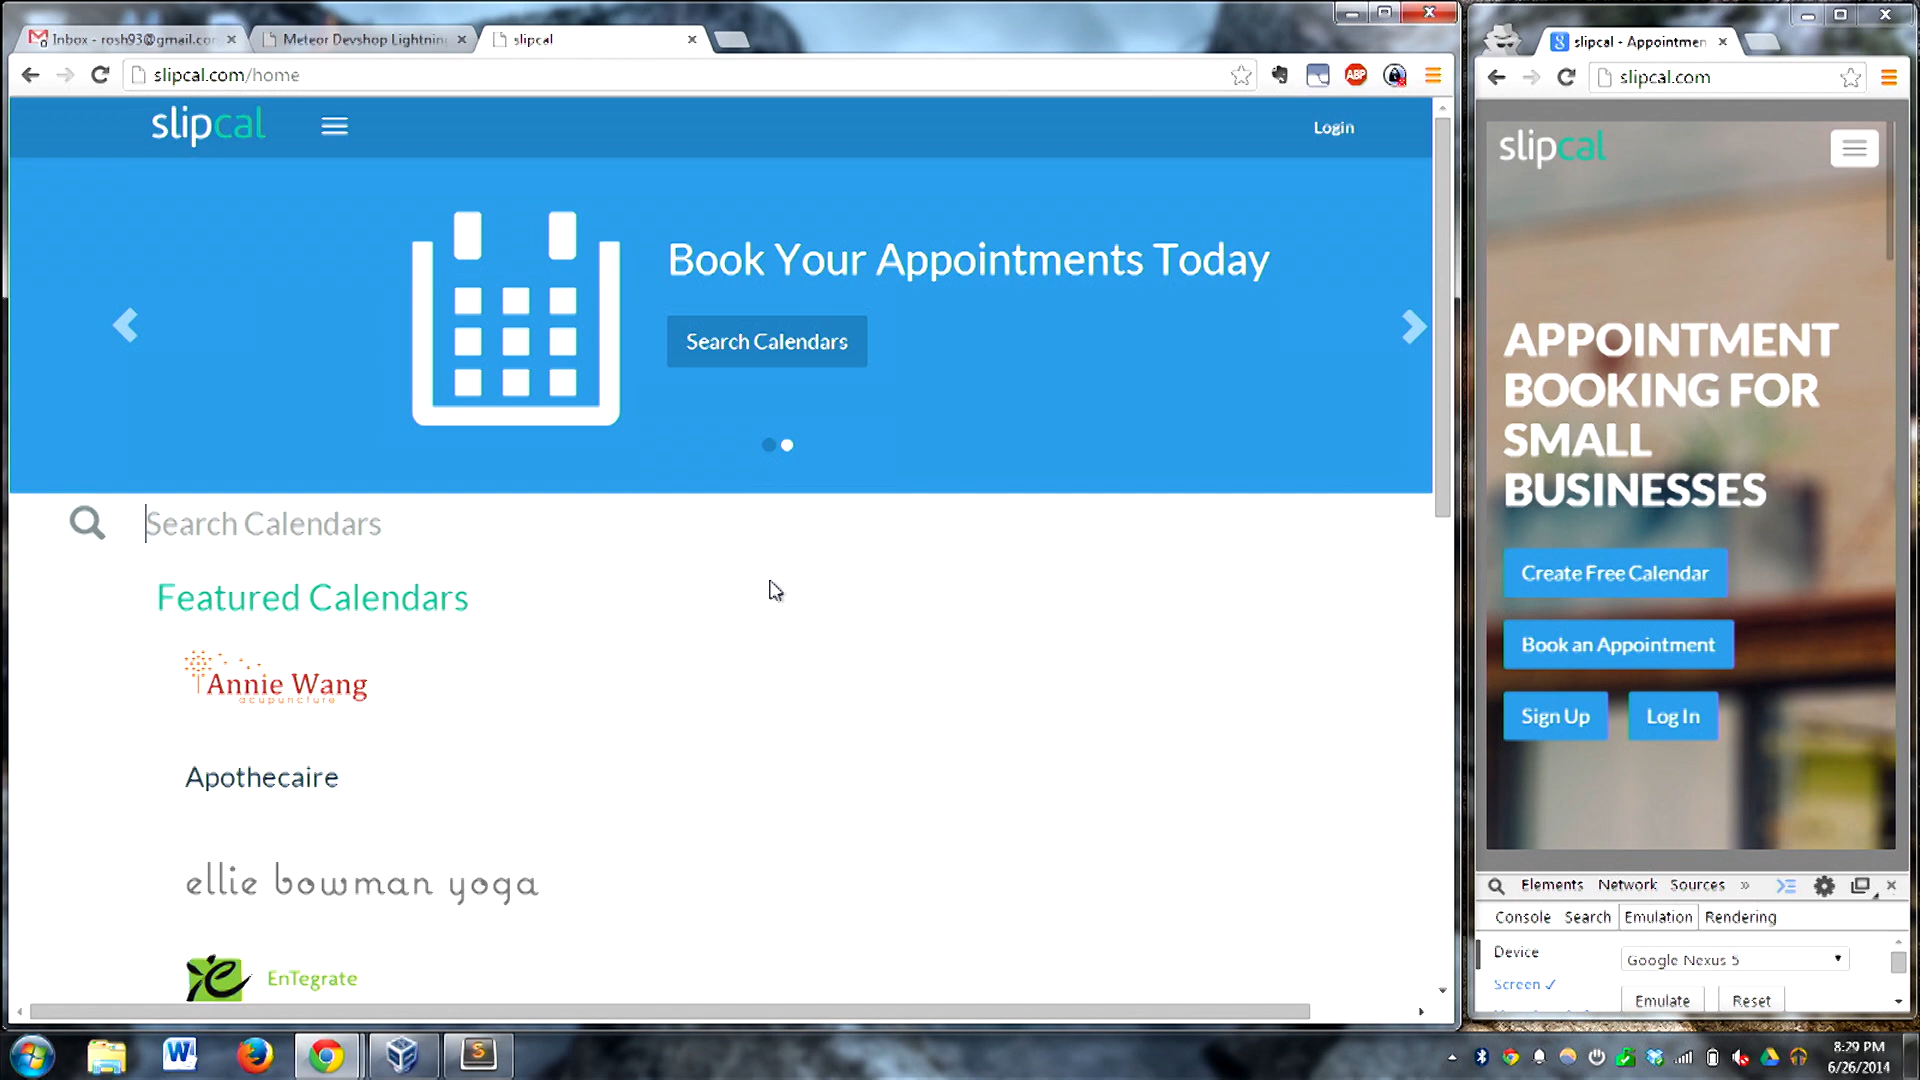 Inbox - rosh93@gmail.co
Meteor Devshop Lightnin
slipcal
slipcal.com/home
ABP
slipcal
Login
Book Your Appointments Today
Search Calendars
Search Calendars
Featured Calendars
Annie Wang
acupuncture
Apothecaire
ellie bowman yoga
EnTegrate
slipcal - Appointmen
slipcal.com
slipcal
APPOINTMENT
BOOKING FOR
SMALL
BUSINESSES
Create Free Calendar
Book an Appointment
Sign Up
Log In
Elements Network Sources »
Console Search Emulation Rendering
Device
Google Nexus 5
Screen ✓
Emulate
Reset
8:29 PM
6/26/2014